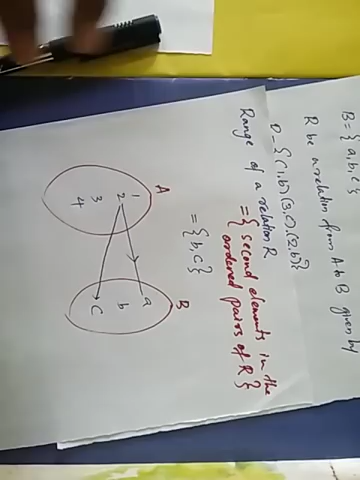 B = { a, b, c }
R be a relation from A to B given by
R = { (1,b), (3,c), (2,b) }
Range of a relation R
= { second elements in the
ordered pairs of R }
= { b, c }
A
B
1
2
3
4
a
b
c